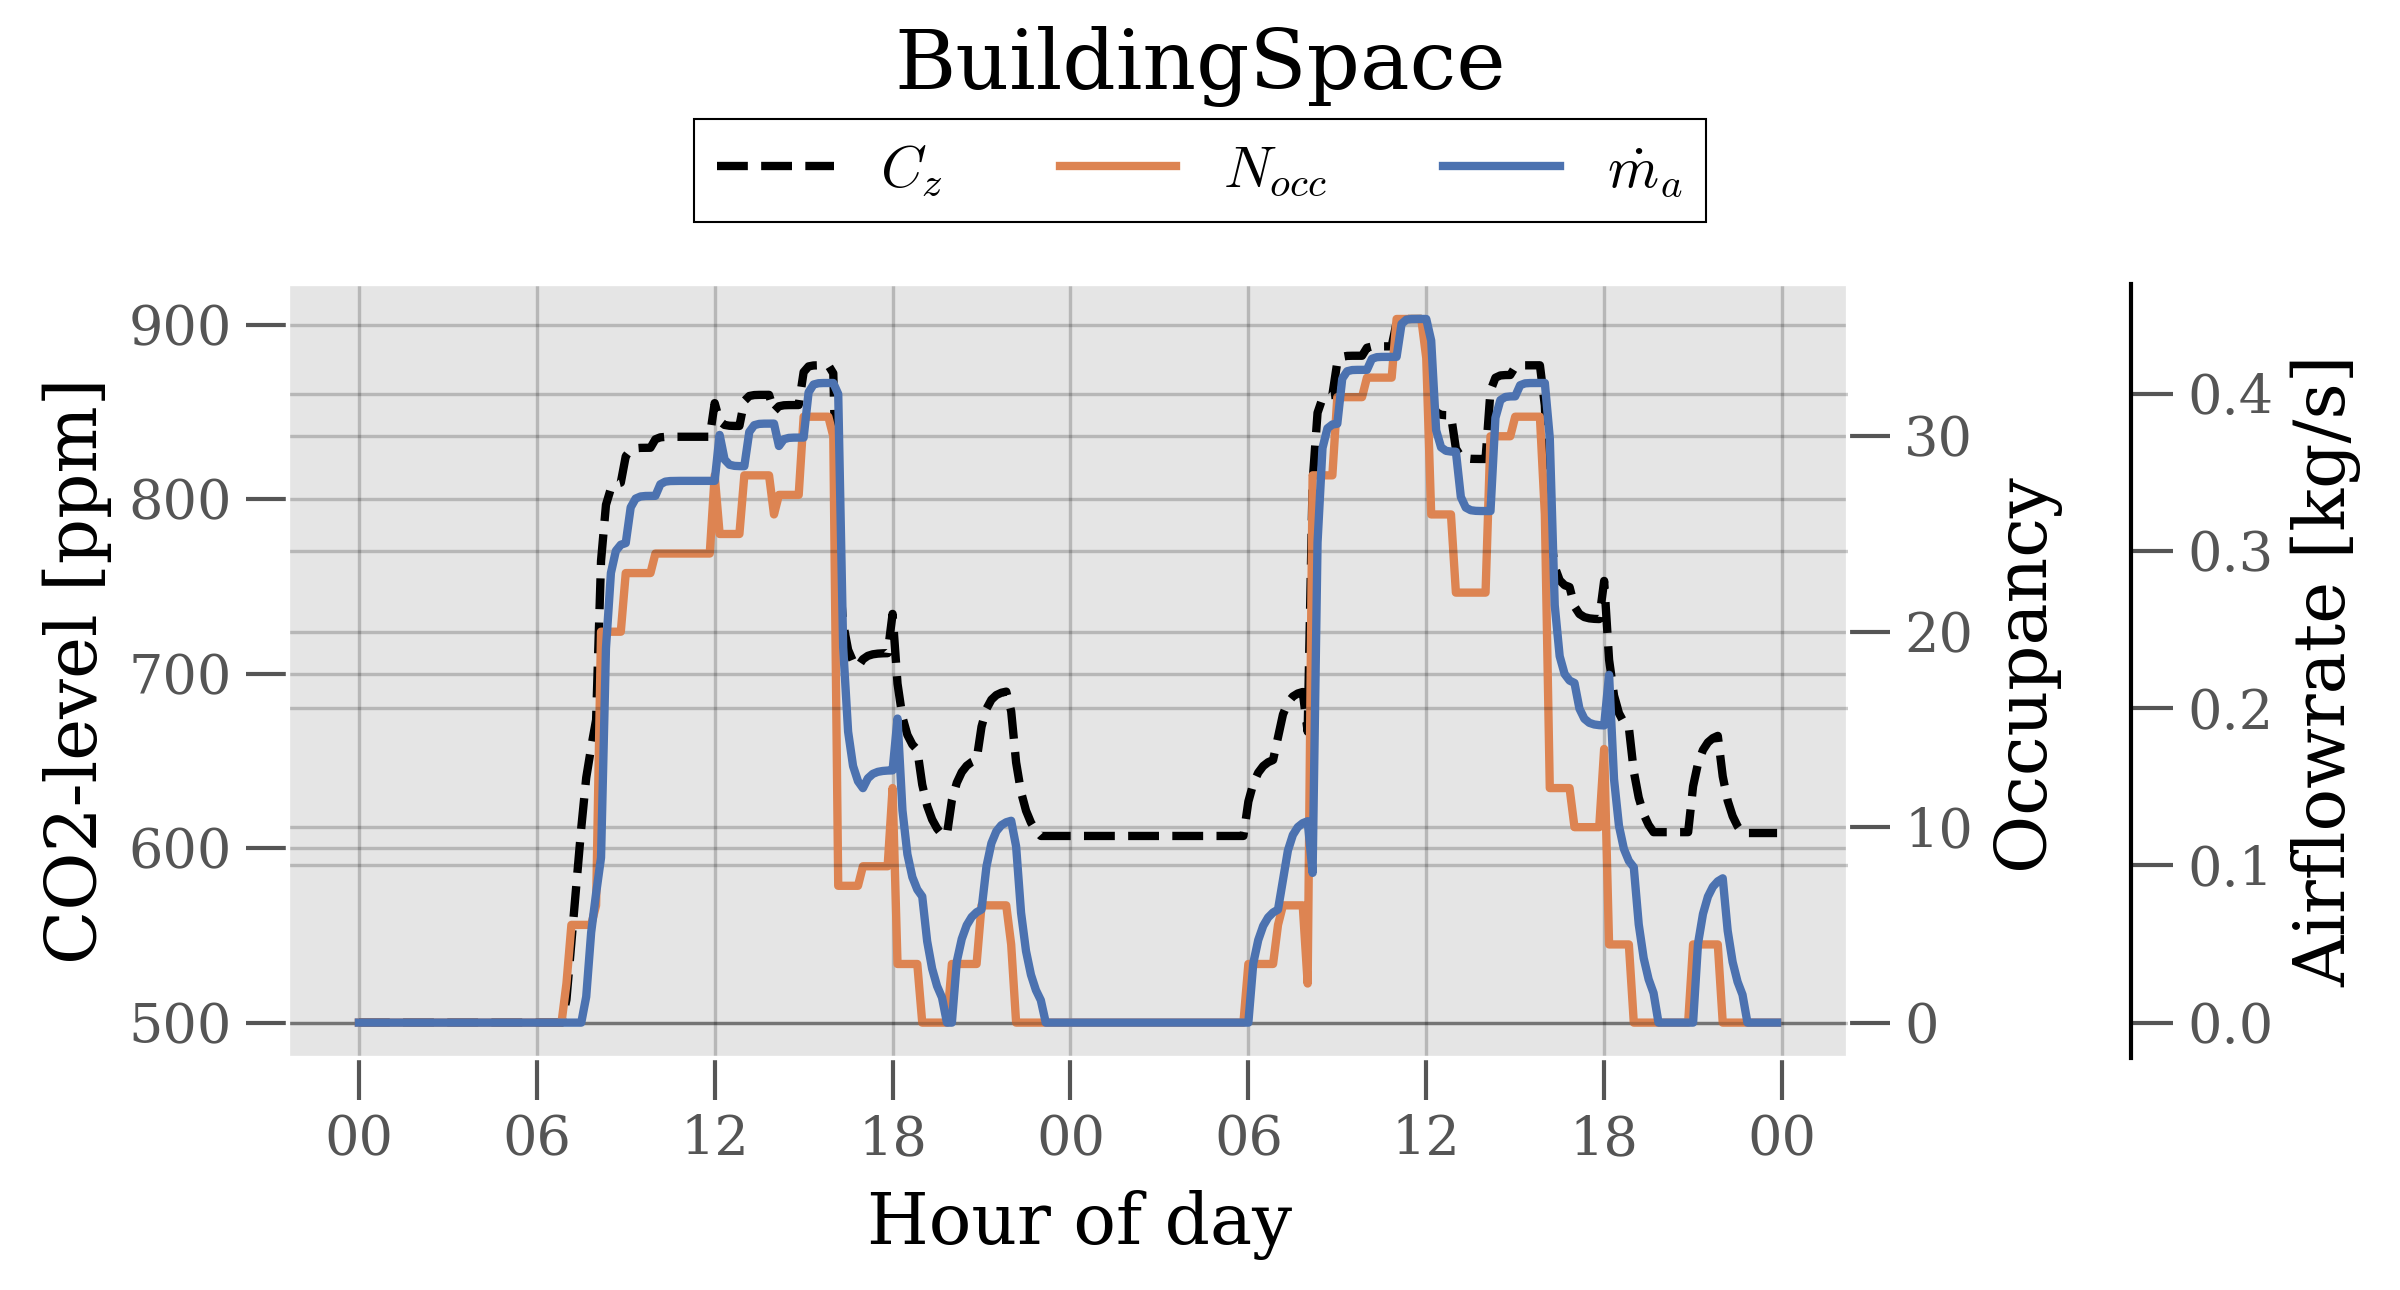 BuildingSpace
C_z N_occ ṁ_a
CO2-level [ppm]
900
800
700
600
500
30
20
10
0
Occupancy
0.4
0.3
0.2
0.1
0.0
Airflowrate [kg/s]
00 06 12 18 00 06 12 18 00
Hour of day